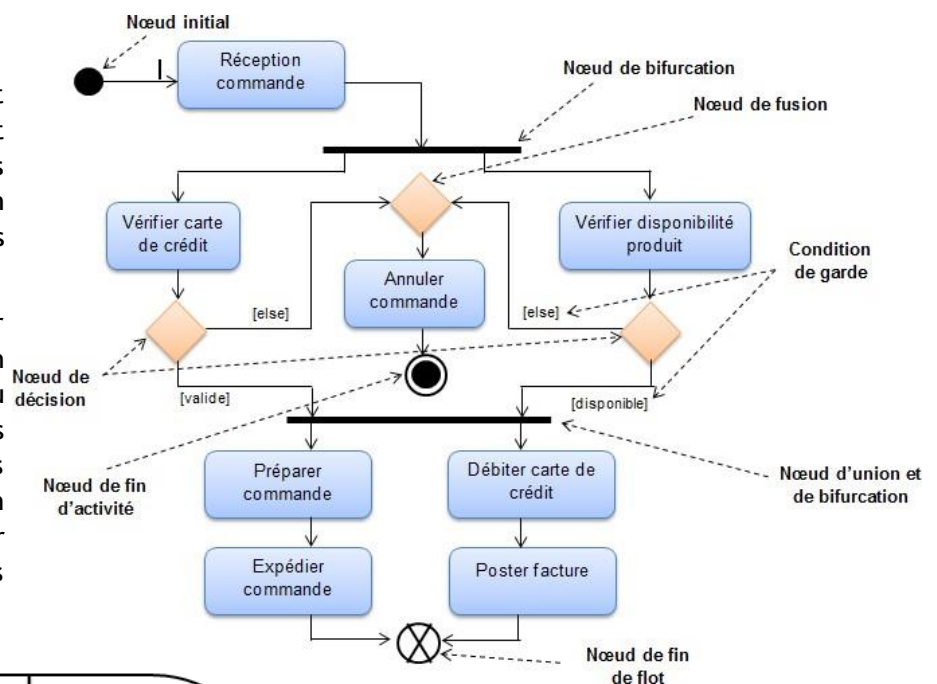 Nœud initial
Réception
commande
Nœud de bifurcation
Nœud de fusion
Vérifier carte
de crédit
Vérifier disponibilité
produit
Condition
de garde
Annuler
commande
[else]
[else]
Nœud de
décision
[valide]
[disponible]
Préparer
commande
Débiter carte de
crédit
Nœud d'union et
de bifurcation
Nœud de fin
d'activité
Expédier
commande
Poster facture
Nœud de fin
de flot